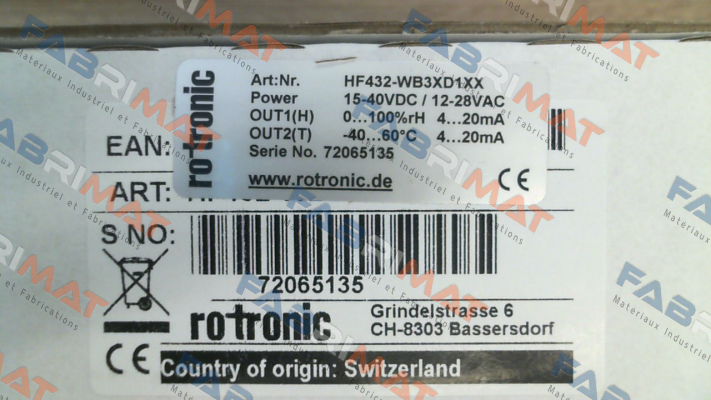 rotronic
Art:Nr. HF432-WB3XD1XX
Power 15-40VDC / 12-28VAC
OUT1(H) 0...100%rH 4...20mA
OUT2(T) -40...60°C 4...20mA
Serie No. 72065135
www.rotronic.de CE
EAN:
ART:
S NO:
72065135
rotronic
Grindelstrasse 6
CH-8303 Bassersdorf
CE Country of origin: Switzerland
FABRIMAT
Materiaux Industriel et Fabrications